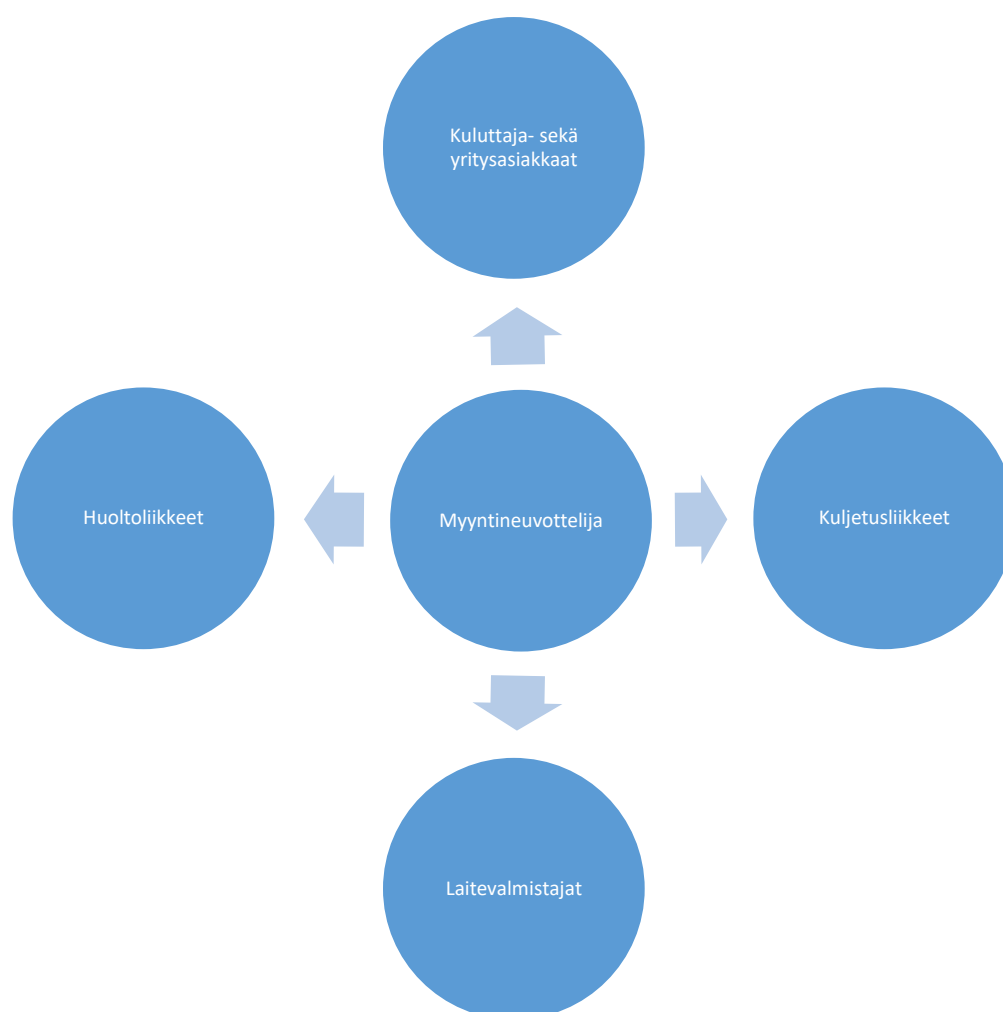 Kuluttaja- sekä
yritysasiakkaat
Huoltoliikkeet
Myyntineuvottelija
Kuljetusliikkeet
Laitevalmistajat